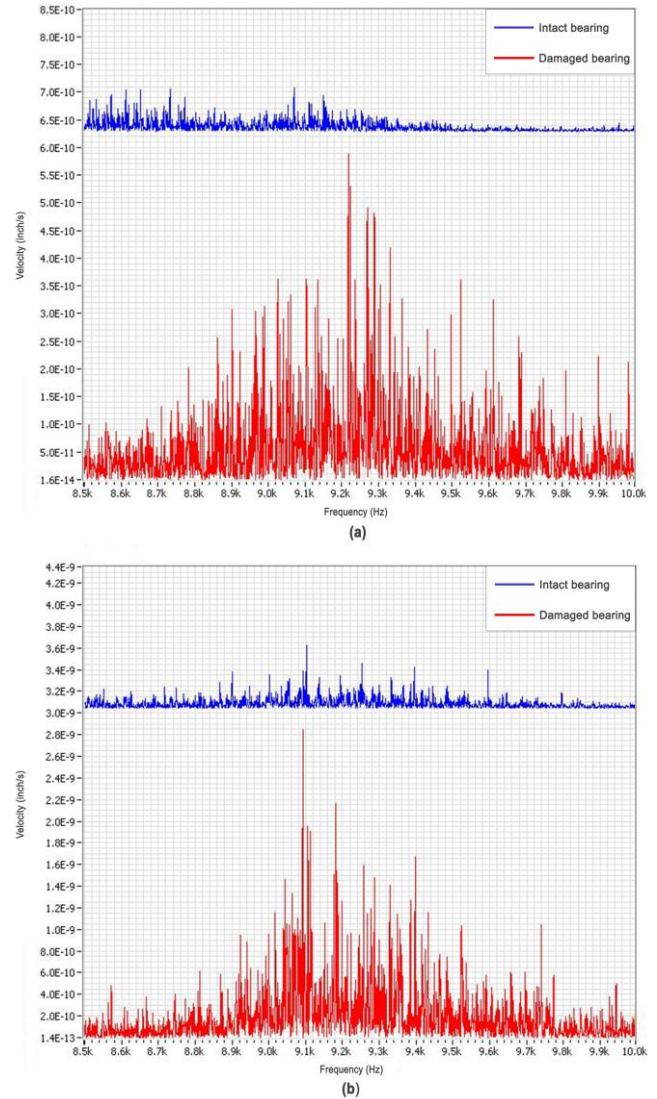 8.5E-10
8.0E-10
7.5E-10
7.0E-10
6.5E-10
6.0E-10
5.5E-10
5.0E-10
4.5E-10
4.0E-10
3.5E-10
3.0E-10
2.5E-10
2.0E-10
1.5E-10
1.0E-10
5.0E-11
1.6E-14
Velocity (inch/s)
Intact bearing
Damaged bearing
8.5k 8.6k 8.7k 8.8k 8.9k 9.0k 9.1k 9.2k 9.3k 9.4k 9.5k 9.6k 9.7k 9.8k 9.9k 10.0k
Frequency (Hz)
(a)
4.4E-9
4.2E-9
4.0E-9
3.8E-9
3.6E-9
3.4E-9
3.2E-9
3.0E-9
2.8E-9
2.6E-9
2.4E-9
2.2E-9
2.0E-9
1.8E-9
1.6E-9
1.4E-9
1.2E-9
1.0E-9
8.0E-10
6.0E-10
4.0E-10
2.0E-10
1.4E-13
Velocity (inch/s)
Intact bearing
Damaged bearing
8.5k 8.6k 8.7k 8.8k 8.9k 9.0k 9.1k 9.2k 9.3k 9.4k 9.5k 9.6k 9.7k 9.8k 9.9k 10.0k
Frequency (Hz)
(b)